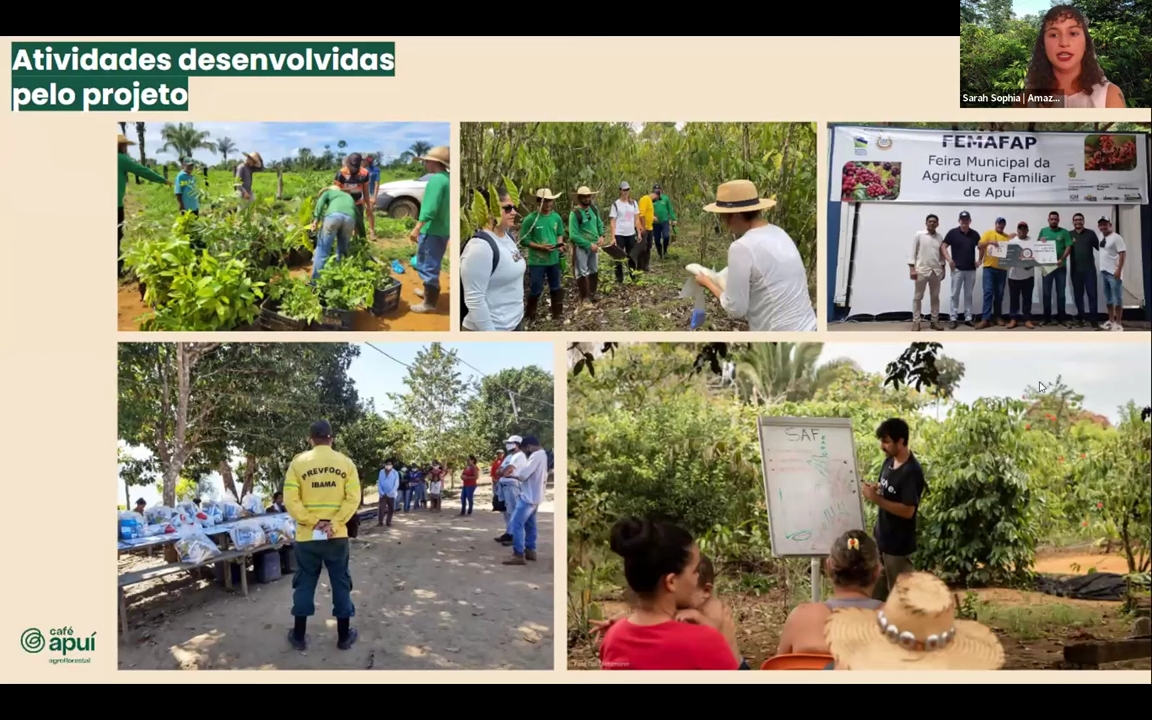 Atividades desenvolvidas
pelo projeto
Sarah Sophia | Amaz...
FEMAFAP
Feira Municipal da
Agricultura Familiar
de Apuí
PREVFOGO
IBAMA
SAF
café
apuí
agroflorestal